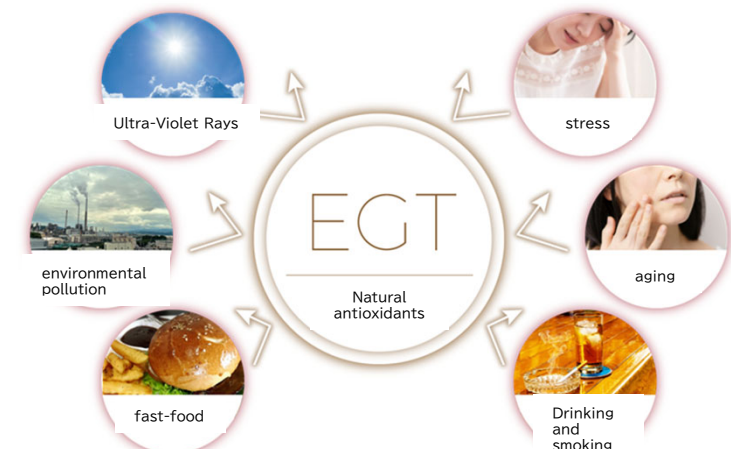 Ultra-Violet Rays
stress
EGT
Natural
antioxidants
environmental
pollution
aging
fast-food
Drinking
and
smoking